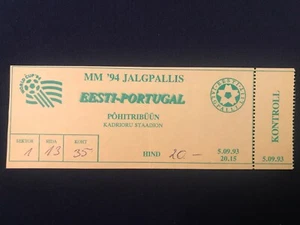 MM '94 JALGPALLIS
EESTI-PORTUGAL
PÕHITRIBÜÜN
KADRIORU STAADION
SEKTOR RIDA KOHT
1 13 35
HIND 20.-
5.09.93
20.15
KONTROLL
5.09.93